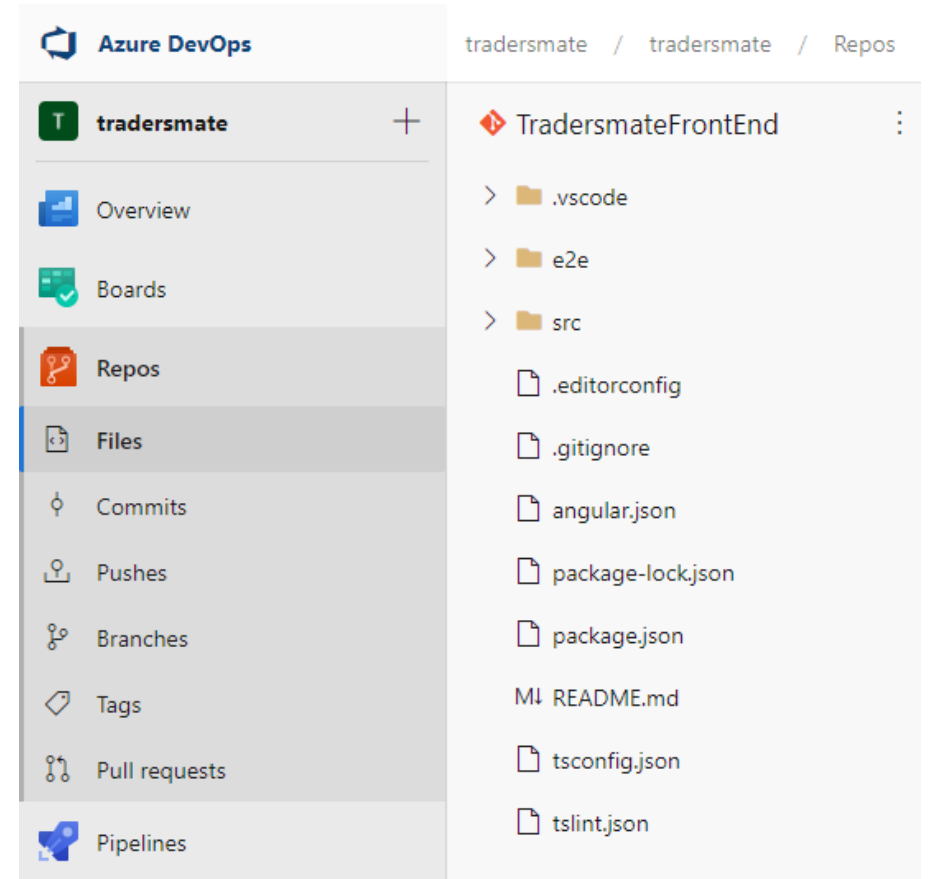 Azure DevOps
tradersmate / tradersmate / Repos
T tradersmate
TradersmateFrontEnd
Overview
Boards
Repos
Files
Commits
Pushes
Branches
Tags
Pull requests
Pipelines
.vscode
e2e
src
.editorconfig
.gitignore
angular.json
package-lock.json
package.json
M↓ README.md
tsconfig.json
tslint.json